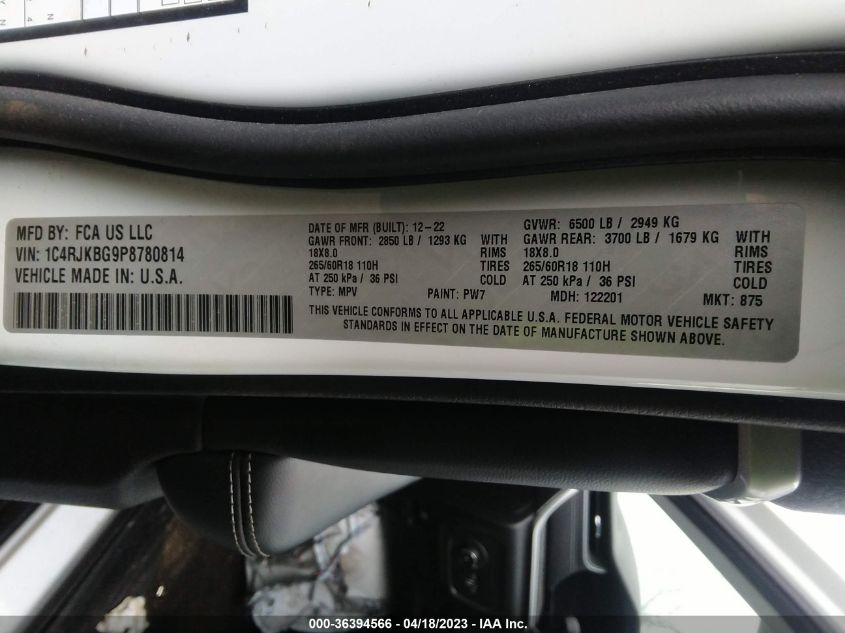 MFD BY: FCA US LLC
VIN: 1C4RJKBG9P8780814
VEHICLE MADE IN: U.S.A.
DATE OF MFR (BUILT): 12-22
GAWR FRONT: 2850 LB / 1293 KG WITH
18X8.0 RIMS
265/60R18 110H TIRES
AT 250 kPa / 36 PSI COLD
TYPE: MPV PAINT: PW7
GVWR: 6500 LB / 2949 KG
GAWR REAR: 3700 LB / 1679 KG WITH
18X8.0 RIMS
265/60R18 110H TIRES
AT 250 kPa / 36 PSI COLD
MDH: 122201 MKT: 875
THIS VEHICLE CONFORMS TO ALL APPLICABLE U.S.A. FEDERAL MOTOR VEHICLE SAFETY
STANDARDS IN EFFECT ON THE DATE OF MANUFACTURE SHOWN ABOVE.
000-36394566 - 04/18/2023 - IAA Inc.